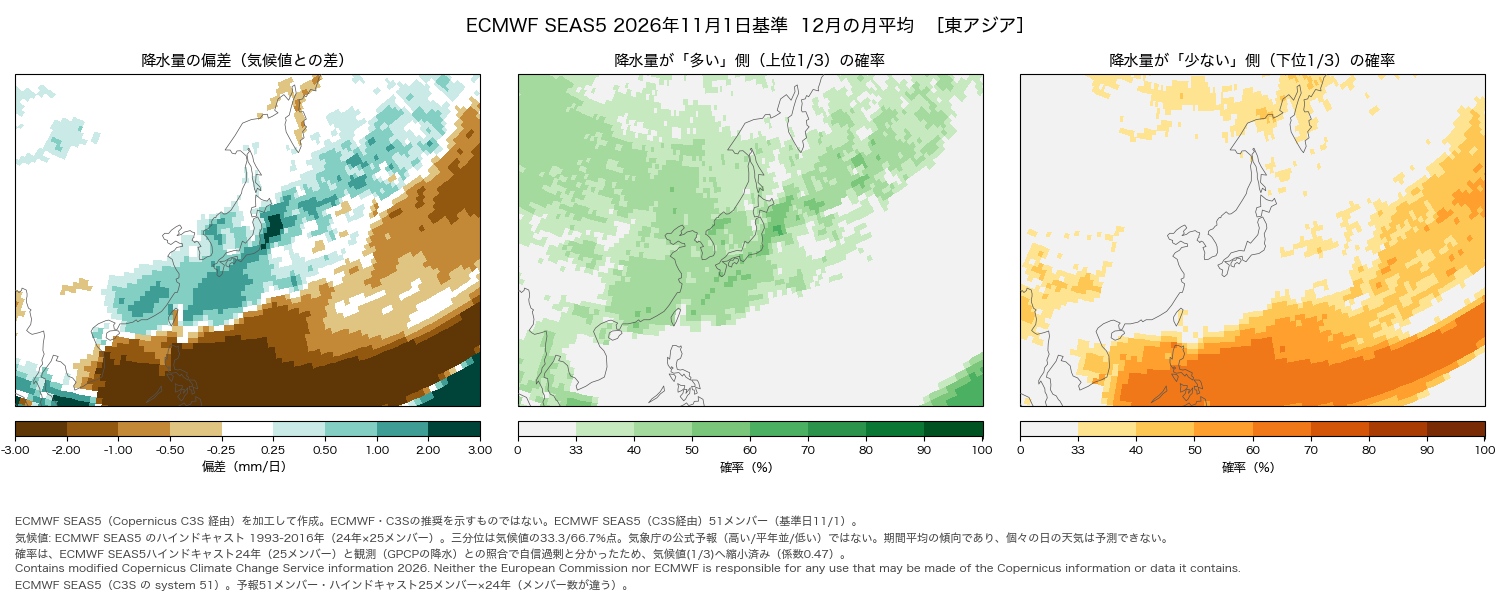 ECMWF SEAS5 2026年11月1日基準  12月の月平均  ［東アジア］
降水量の偏差（気候値との差）
降水量が「多い」側（上位1/3）の確率
降水量が「少ない」側（下位1/3）の確率
-3.00 -2.00 -1.00 -0.50 -0.25 0.25 0.50 1.00 2.00 3.00
偏差（mm/日）
0 33 40 50 60 70 80 90 100
確率（%）
0 33 40 50 60 70 80 90 100
確率（%）
ECMWF SEAS5（Copernicus C3S 経由）を加工して作成。ECMWF・C3Sの推奨を示すものではない。ECMWF SEAS5（C3S経由）51メンバー（基準日11/1）。
気候値: ECMWF SEAS5 のハインドキャスト 1993-2016年（24年×25メンバー）。三分位は気候値の33.3/66.7%点。気象庁の公式予報（高い/平年並/低い）ではない。期間平均の傾向であり、個々の日の天気は予測できない。
確率は、ECMWF SEAS5ハインドキャスト24年（25メンバー）と観測（GPCPの降水）との照合で自信過剰と分かったため、気候値(1/3)へ縮小済み（係数0.47）。
Contains modified Copernicus Climate Change Service information 2026. Neither the European Commission nor ECMWF is responsible for any use that may be made of the Copernicus information or data it contains.
ECMWF SEAS5（C3S の system 51）。予報51メンバー・ハインドキャスト25メンバー×24年（メンバー数が違う）。